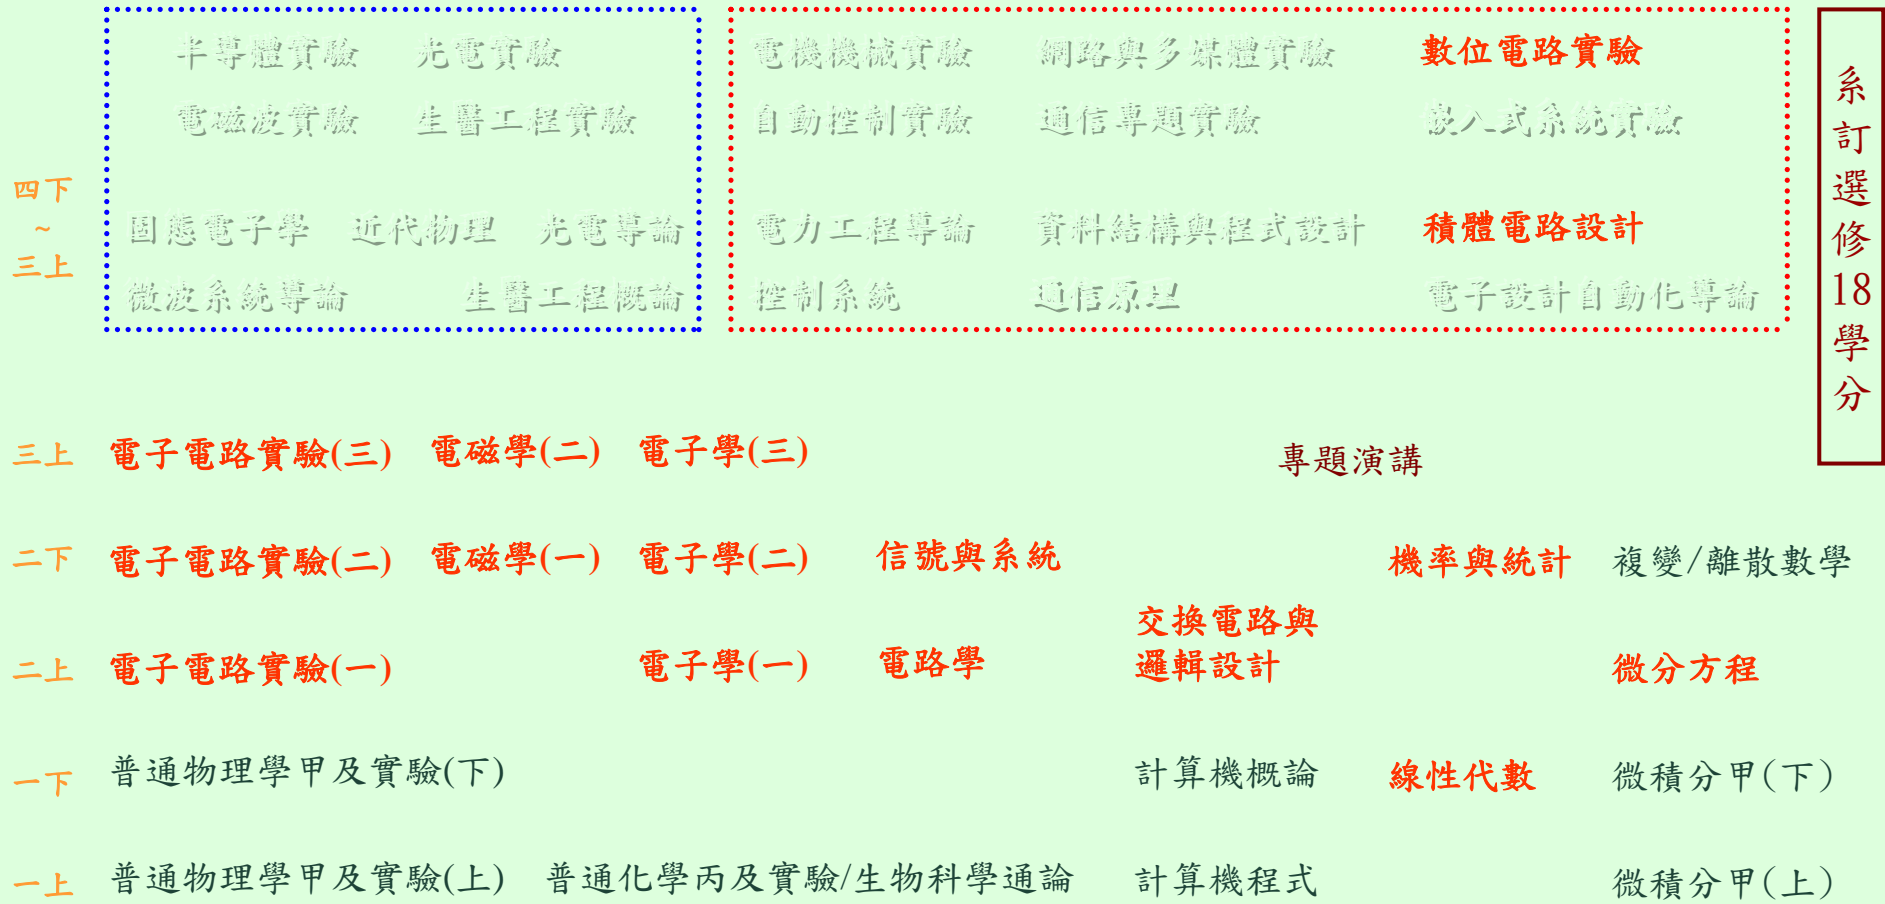 半導體實驗 光電實驗 電機機械實驗 網路與多媒體實驗 數位電路實驗
電磁波實驗 生醫工程實驗 自動控制實驗 通信專題實驗 嵌入式系統實驗
四下
~
三上
固態電子學 近代物理 光電導論 電力工程導論 資料結構與程式設計 積體電路設計
微波系統導論 生醫工程概論 控制系統 通信原理 電子設計自動化導論
系訂選修18學分
三上 電子電路實驗(三) 電磁學(二) 電子學(三) 專題演講
二下 電子電路實驗(二) 電磁學(一) 電子學(二) 信號與系統 機率與統計 複變/離散數學
二上 電子電路實驗(一) 電子學(一) 電路學 交換電路與
邏輯設計 微分方程
一下 普通物理學甲及實驗(下) 計算機概論 線性代數 微積分甲(下)
一上 普通物理學甲及實驗(上) 普通化學丙及實驗/生物科學通論 計算機程式 微積分甲(上)